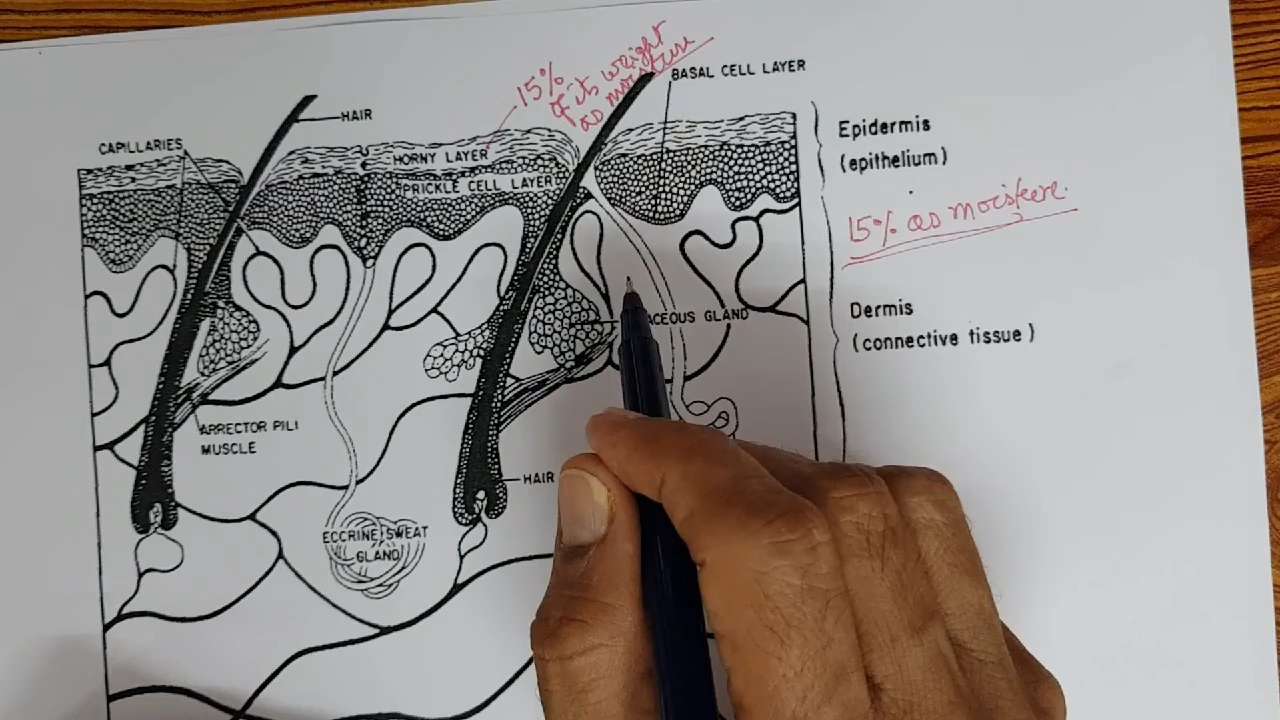 15%
of its weight
as moisture
BASAL CELL LAYER
HAIR
CAPILLARIES
HORNY LAYER
PRICKLE CELL LAYER
Epidermis
(epithelium)
15% as moisture.
Dermis
(connective tissue)
ACEOUS GLAND
ARRECTOR PILI
MUSCLE
HAIR
ECCRINE SWEAT
GLAND